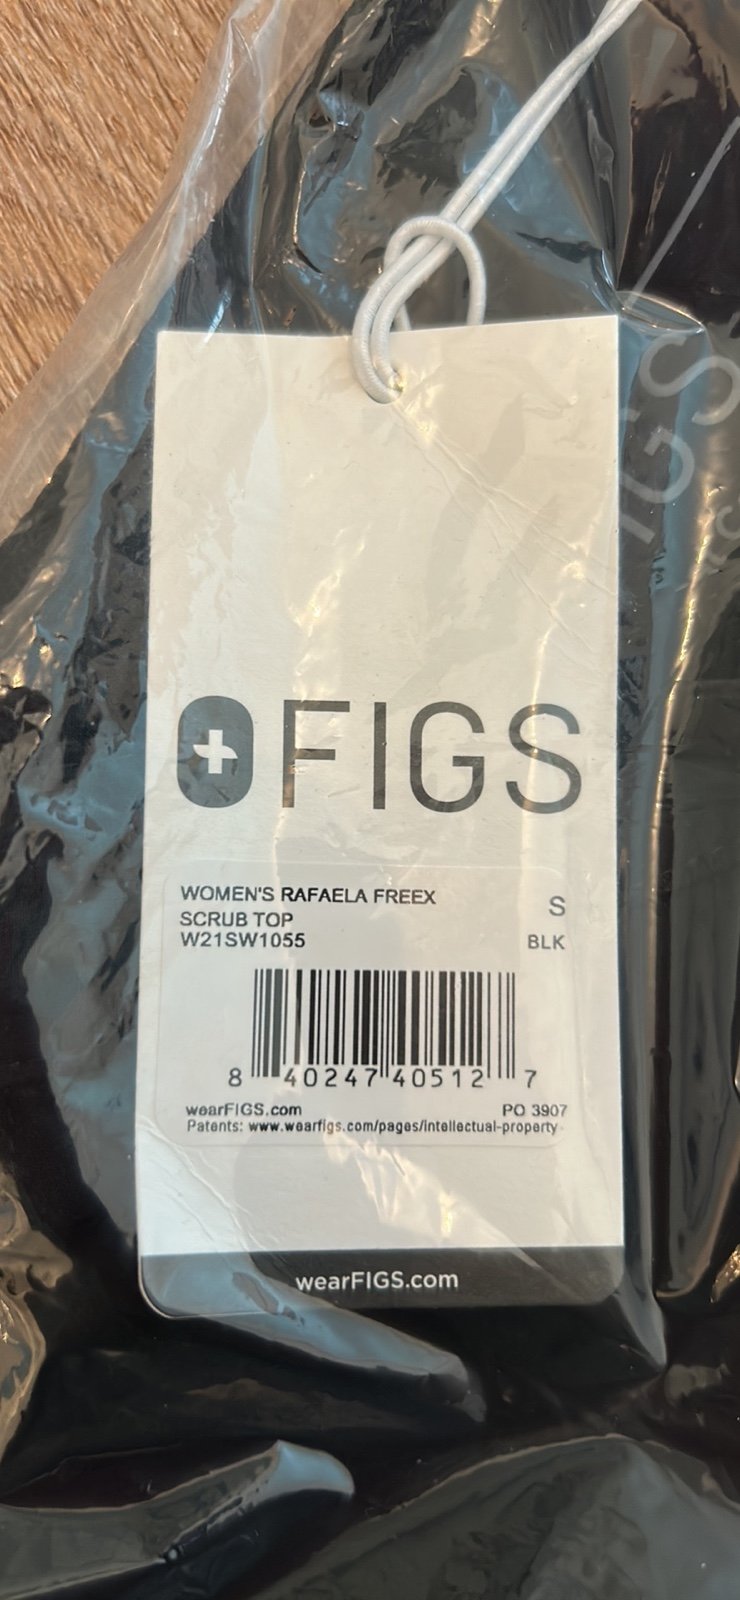 FIGS
WOMEN'S RAFAELA FREEX
SCRUB TOP
W21SW1055
S
BLK
8 40247 40512 7
wearFIGS.com
PO 3907
Patents: www.wearfigs.com/pages/intellectual-property
wearFIGS.com
IGS